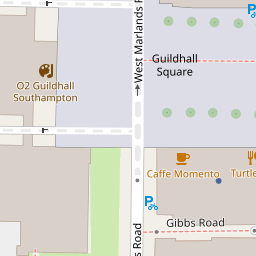 West Marlands R
Guildhall
Square
O2 Guildhall
Southampton
Caffe Momento
Turtle
Gibbs Road
s Road